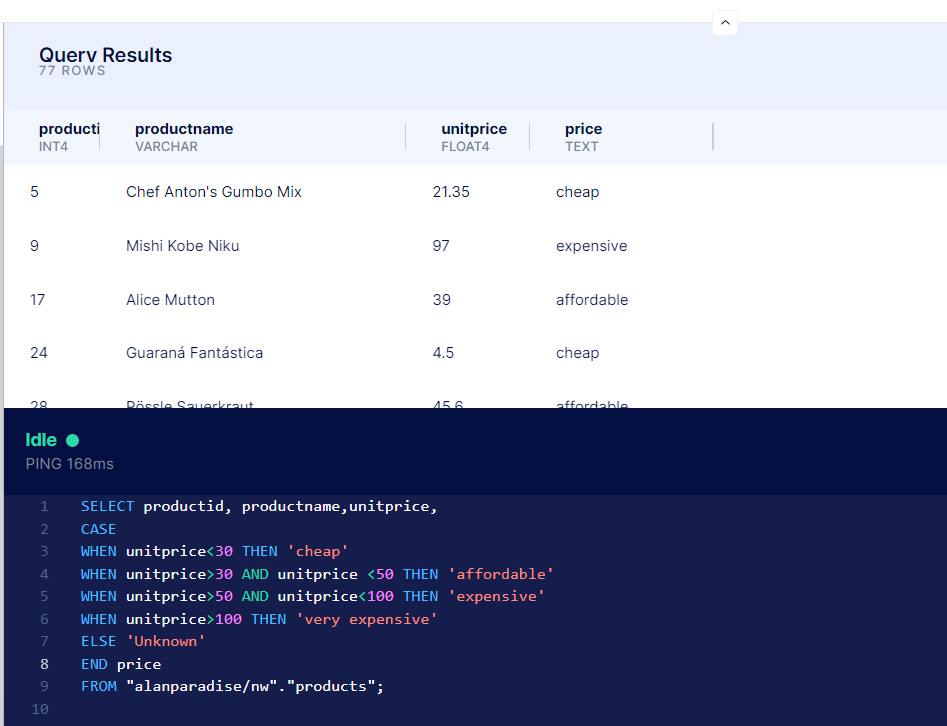 Query Results
77 ROWS
producti productname unitprice price
INT4 VARCHAR FLOAT4 TEXT
5 Chef Anton's Gumbo Mix 21.35 cheap
9 Mishi Kobe Niku 97 expensive
17 Alice Mutton 39 affordable
24 Guaraná Fantástica 4.5 cheap
28 Rössle Sauerkraut 45.6 affordable
Idle
PING 168ms
1 SELECT productid, productname,unitprice,
2 CASE
3 WHEN unitprice<30 THEN 'cheap'
4 WHEN unitprice>30 AND unitprice <50 THEN 'affordable'
5 WHEN unitprice>50 AND unitprice<100 THEN 'expensive'
6 WHEN unitprice>100 THEN 'very expensive'
7 ELSE 'Unknown'
8 END price
9 FROM "alanparadise/nw"."products";
10